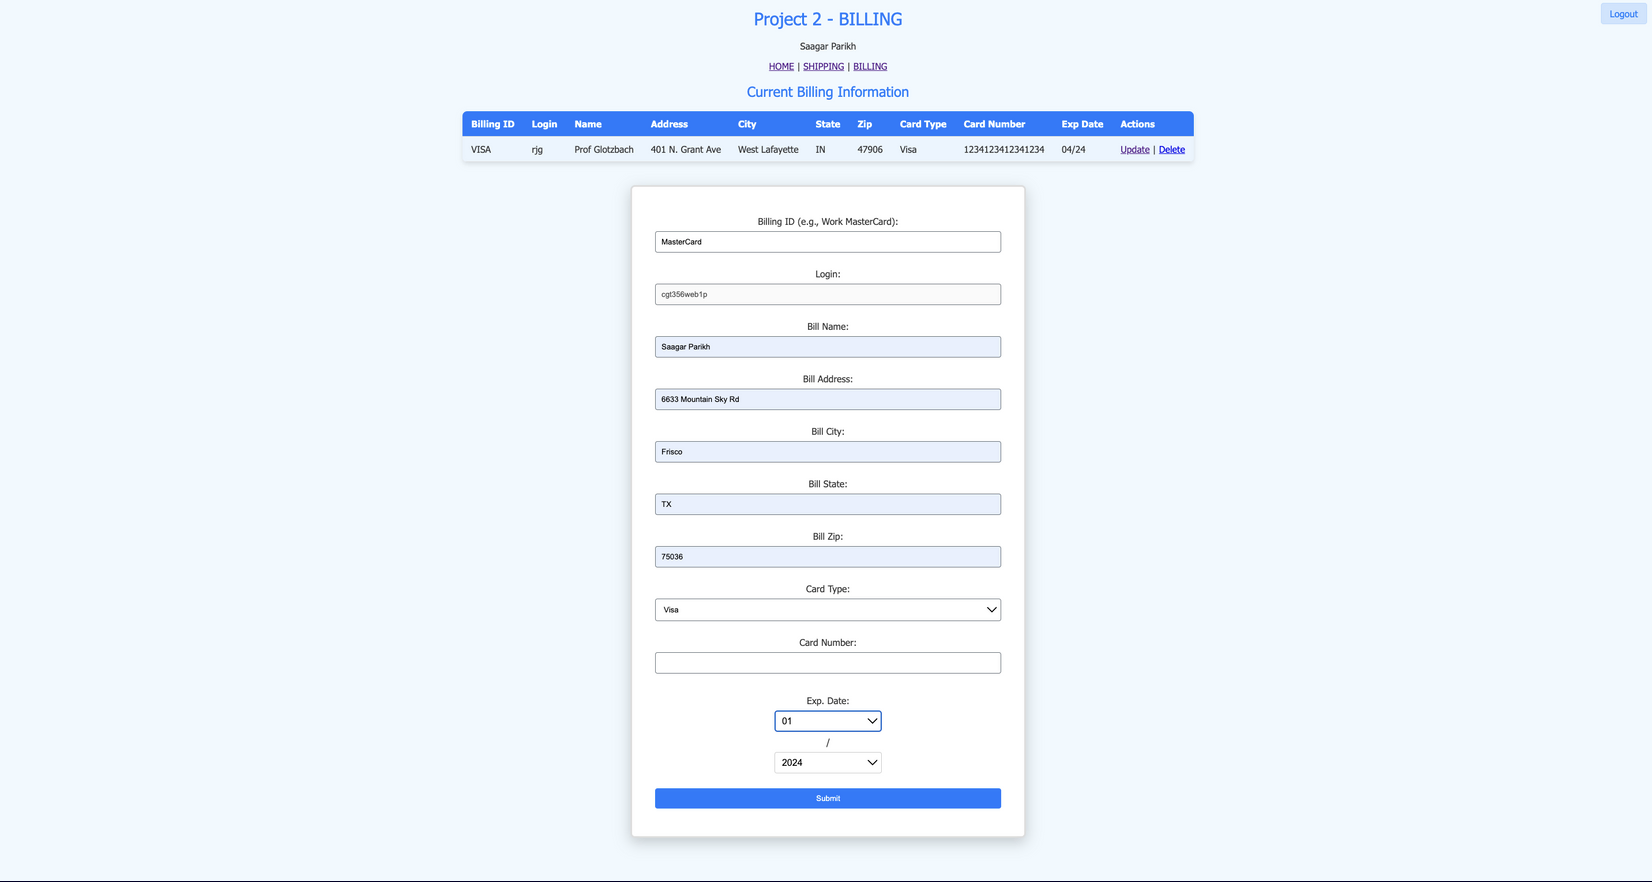 Logout
Project 2 - BILLING
Saagar Parikh
HOME | SHIPPING | BILLING
Current Billing Information
Billing ID Login Name Address City State Zip Card Type Card Number Exp Date Actions
VISA rjg Prof Glotzbach 401 N. Grant Ave West Lafayette IN 47906 Visa 1234123412341234 04/24 Update | Delete
Billing ID (e.g., Work MasterCard):
MasterCard
Login:
cgt356web1p
Bill Name:
Saagar Parikh
Bill Address:
6633 Mountain Sky Rd
Bill City:
Frisco
Bill State:
TX
Bill Zip:
75036
Card Type:
Visa
Card Number:
Exp. Date:
01
/
2024
Submit